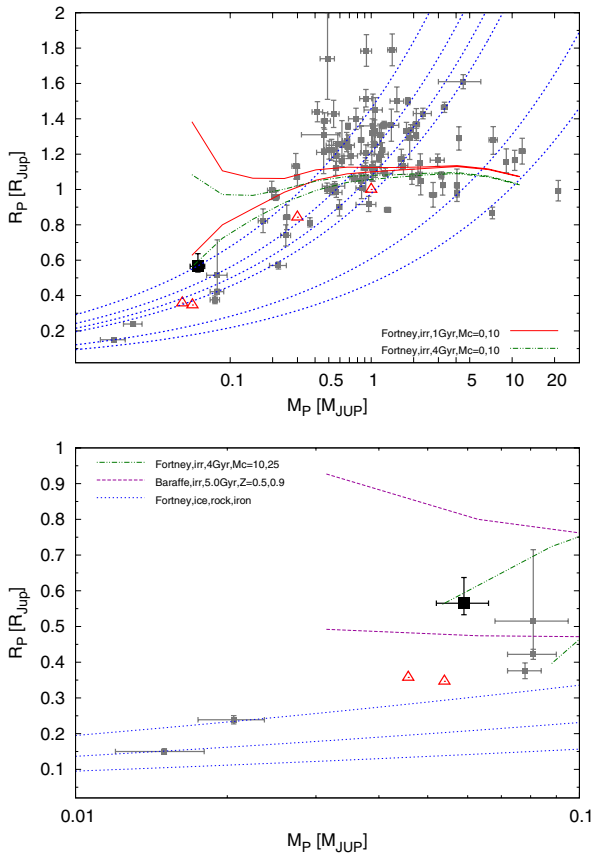 1.8
1.6
1.4
1.2
1
0.8
0.6
0.4
0.2
R_P [R_Jup]
Fortney,irr,1Gyr,Mc=0,10
Fortney,irr,4Gyr,Mc=0,10
0.1 0.5 1 5 10 20
M_P [M_JUP]
1
0.9
0.8
0.7
0.6
0.5
0.4
0.3
0.2
0.1
0
R_P [R_Jup]
Fortney,irr,4Gyr,Mc=10,25
Baraffe,irr,5.0Gyr,Z=0.5,0.9
Fortney,ice,rock,iron
0.01 0.1
M_P [M_JUP]